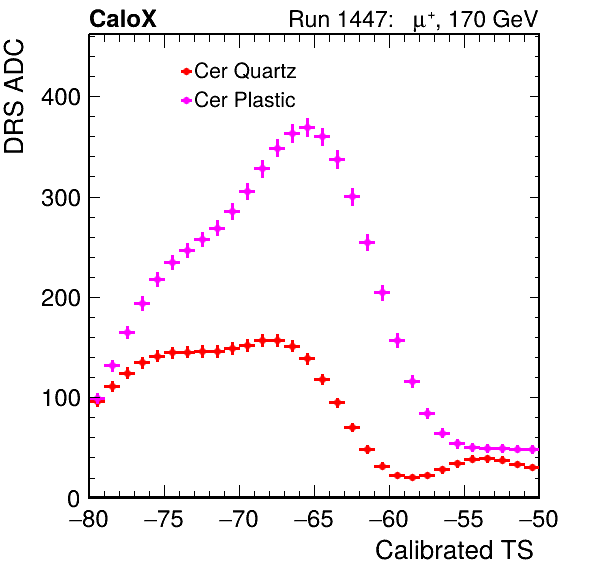 CaloX Run 1447: μ⁺, 170 GeV
DRS ADC
Cer Quartz
Cer Plastic
400
300
200
100
0
−80 −75 −70 −65 −60 −55 −50
Calibrated TS